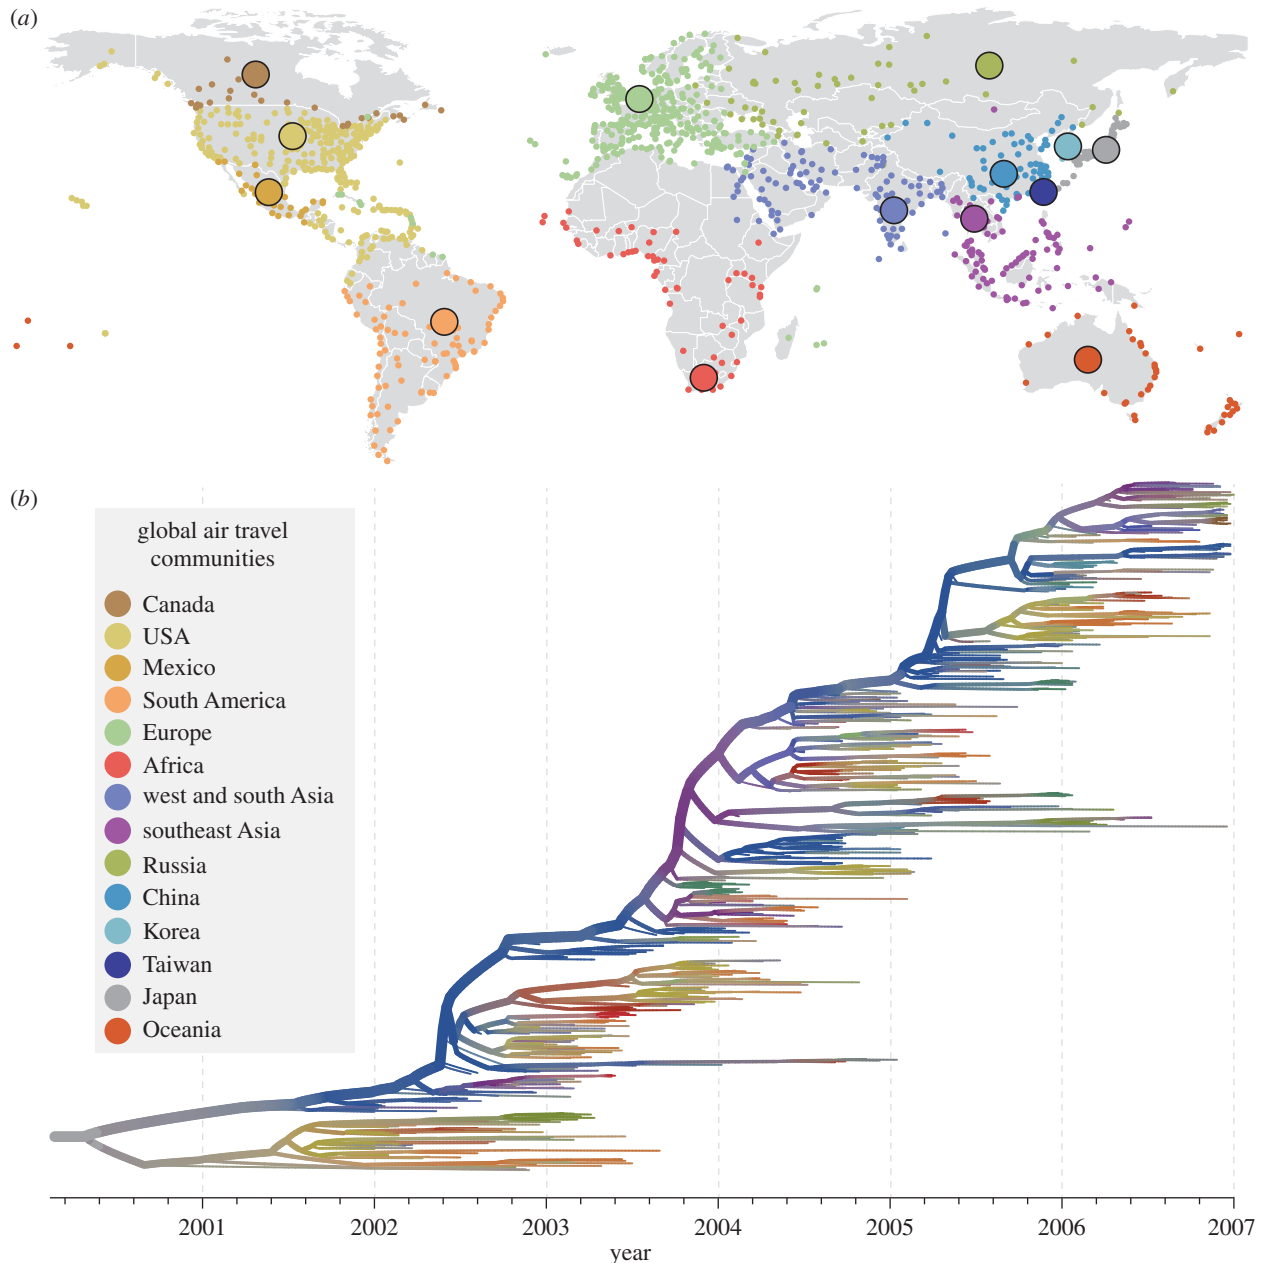 (a)
(b)
global air travel
communities
Canada
USA
Mexico
South America
Europe
Africa
west and south Asia
southeast Asia
Russia
China
Korea
Taiwan
Japan
Oceania
2001 2002 2003 2004 2005 2006 2007
year